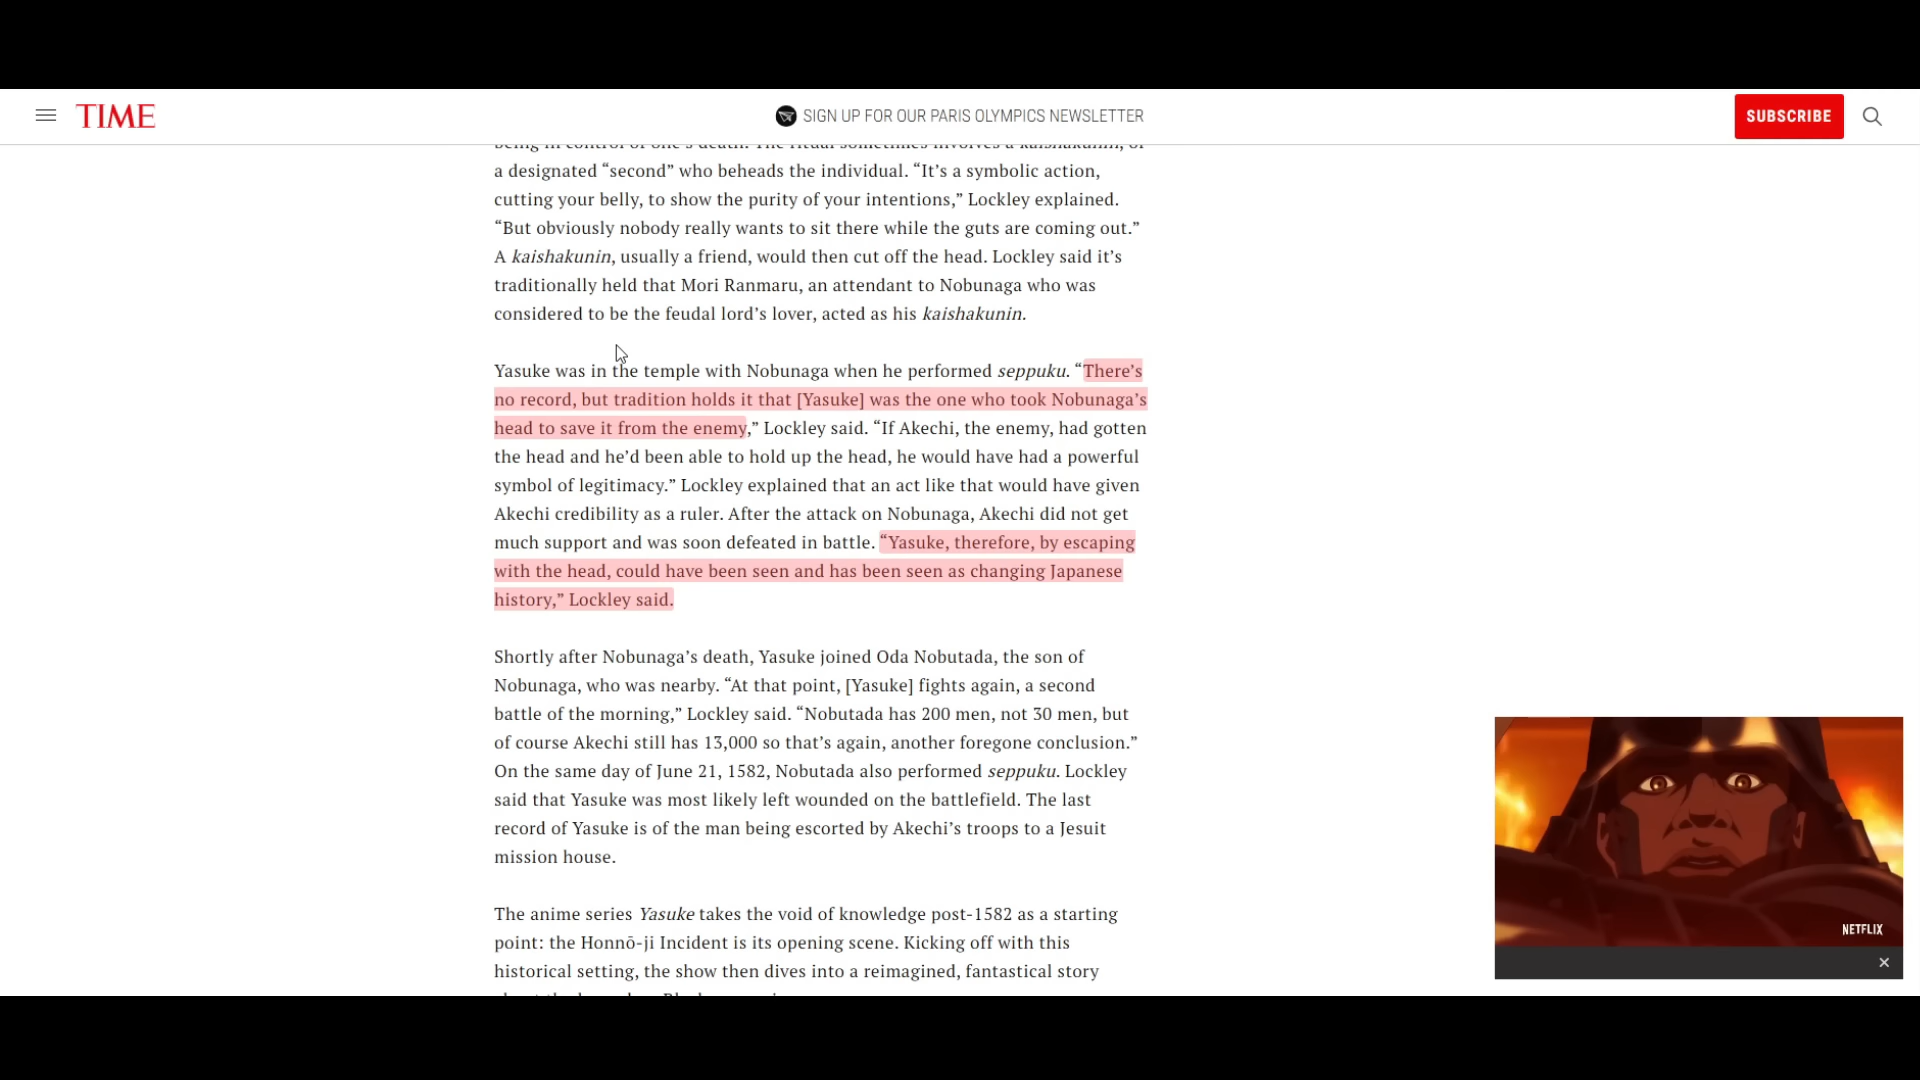 TIME
SIGN UP FOR OUR PARIS OLYMPICS NEWSLETTER
SUBSCRIBE
being in control of one's death. The ritual sometimes involves a kaishakunin, or
a designated “second” who beheads the individual. “It’s a symbolic action,
cutting your belly, to show the purity of your intentions,” Lockley explained.
“But obviously nobody really wants to sit there while the guts are coming out.”
A kaishakunin, usually a friend, would then cut off the head. Lockley said it’s
traditionally held that Mori Ranmaru, an attendant to Nobunaga who was
considered to be the feudal lord’s lover, acted as his kaishakunin.
Yasuke was in the temple with Nobunaga when he performed seppuku. “There’s
no record, but tradition holds it that [Yasuke] was the one who took Nobunaga’s
head to save it from the enemy,” Lockley said. “If Akechi, the enemy, had gotten
the head and he’d been able to hold up the head, he would have had a powerful
symbol of legitimacy.” Lockley explained that an act like that would have given
Akechi credibility as a ruler. After the attack on Nobunaga, Akechi did not get
much support and was soon defeated in battle. “Yasuke, therefore, by escaping
with the head, could have been seen and has been seen as changing Japanese
history,” Lockley said.
Shortly after Nobunaga’s death, Yasuke joined Oda Nobutada, the son of
Nobunaga, who was nearby. “At that point, [Yasuke] fights again, a second
battle of the morning,” Lockley said. “Nobutada has 200 men, not 30 men, but
of course Akechi still has 13,000 so that’s again, another foregone conclusion.”
On the same day of June 21, 1582, Nobutada also performed seppuku. Lockley
said that Yasuke was most likely left wounded on the battlefield. The last
record of Yasuke is of the man being escorted by Akechi’s troops to a Jesuit
mission house.
The anime series Yasuke takes the void of knowledge post-1582 as a starting
point: the Honnō-ji Incident is its opening scene. Kicking off with this
historical setting, the show then dives into a reimagined, fantastical story
NETFLIX